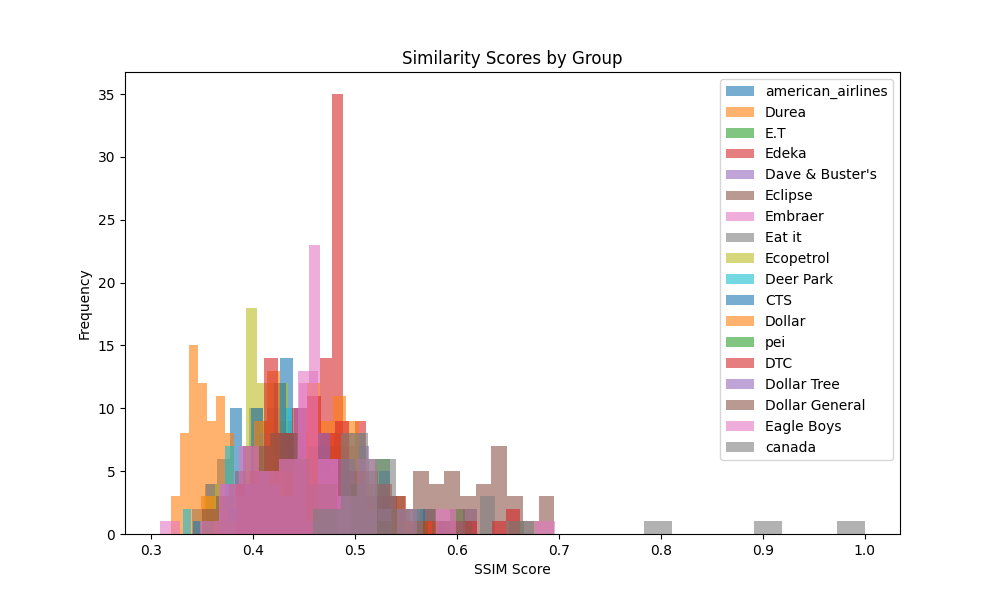 Similarity Scores by Group
american_airlines
Durea
E.T
Edeka
Dave & Buster's
Eclipse
Embraer
Eat it
Ecopetrol
Deer Park
CTS
Dollar
pei
DTC
Dollar Tree
Dollar General
Eagle Boys
canada
Frequency
35
30
25
20
15
10
5
0
0.3 0.4 0.5 0.6 0.7 0.8 0.9 1.0
SSIM Score